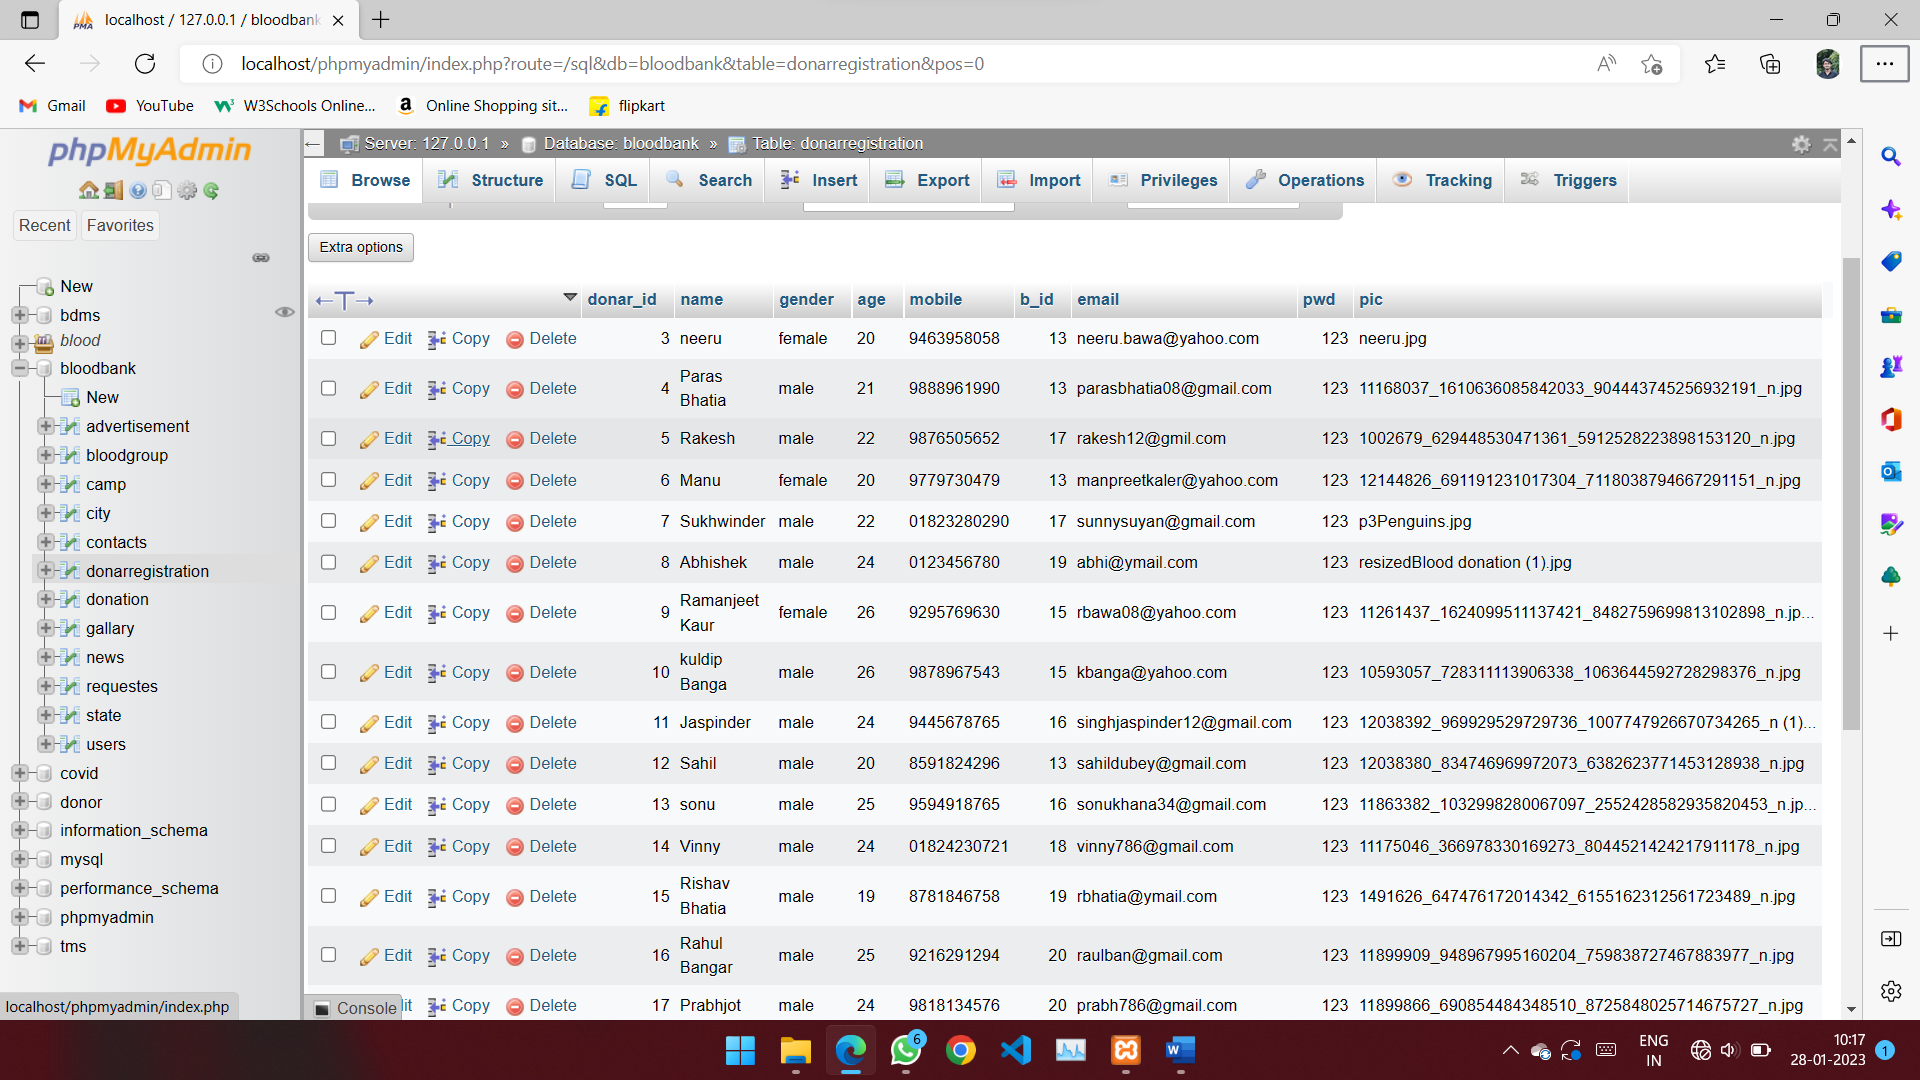 localhost / 127.0.0.1 / bloodbank
localhost/phpmyadmin/index.php?route=/sql&db=bloodbank&table=donarregistration&pos=0
Gmail YouTube W3Schools Online... Online Shopping sit... flipkart
phpMyAdmin
Recent Favorites
New
bdms
blood
bloodbank
New
advertisement
bloodgroup
camp
city
contacts
donarregistration
donation
gallary
news
requestes
state
users
covid
donor
information_schema
mysql
performance_schema
phpmyadmin
tms
localhost/phpmyadmin/index.php
Server: 127.0.0.1 » Database: bloodbank » Table: donarregistration
Browse Structure SQL Search Insert Export Import Privileges Operations Tracking Triggers
Extra options
donar_id name gender age mobile b_id email pwd pic
Edit Copy Delete 3 neeru female 20 9463958058 13 neeru.bawa@yahoo.com 123 neeru.jpg
Edit Copy Delete 4 Paras Bhatia male 21 9888961990 13 parasbhatia08@gmail.com 123 11168037_1610636085842033_904443745256932191_n.jpg
Edit Copy Delete 5 Rakesh male 22 9876505652 17 rakesh12@gmil.com 123 1002679_629448530471361_5912528223898153120_n.jpg
Edit Copy Delete 6 Manu female 20 9779730479 13 manpreetkaler@yahoo.com 123 12144826_691191231017304_7118038794667291151_n.jpg
Edit Copy Delete 7 Sukhwinder male 22 01823280290 17 sunnysuyan@gmail.com 123 p3Penguins.jpg
Edit Copy Delete 8 Abhishek male 24 0123456780 19 abhi@ymail.com 123 resizedBlood donation (1).jpg
Edit Copy Delete 9 Ramanjeet Kaur female 26 9295769630 15 rbawa08@yahoo.com 123 11261437_1624099511137421_8482759699813102898_n.jp...
Edit Copy Delete 10 kuldip Banga male 26 9878967543 15 kbanga@yahoo.com 123 10593057_728311113906338_1063644592728298376_n.jpg
Edit Copy Delete 11 Jaspinder male 24 9445678765 16 singhjaspinder12@gmail.com 123 12038392_969929529729736_1007747926670734265_n (1)...
Edit Copy Delete 12 Sahil male 20 8591824296 13 sahildubey@gmail.com 123 12038380_834746969972073_6382623771453128938_n.jpg
Edit Copy Delete 13 sonu male 25 9594918765 16 sonukhana34@gmail.com 123 11863382_1032998280067097_2552428582935820453_n.jp...
Edit Copy Delete 14 Vinny male 24 01824230721 18 vinny786@gmail.com 123 11175046_366978330169273_8044521424217911178_n.jpg
Edit Copy Delete 15 Rishav Bhatia male 19 8781846758 19 rbhatia@ymail.com 123 1491626_647476172014342_6155162312561723489_n.jpg
Edit Copy Delete 16 Rahul Bangar male 25 9216291294 20 raulban@gmail.com 123 11899909_948967995160204_759838727467883977_n.jpg
Console it Copy Delete 17 Prabhjot male 24 9818134576 20 prabh786@gmail.com 123 11899866_690854484348510_8725848025714675727_n.jpg
6
ENG IN
10:17
28-01-2023
1